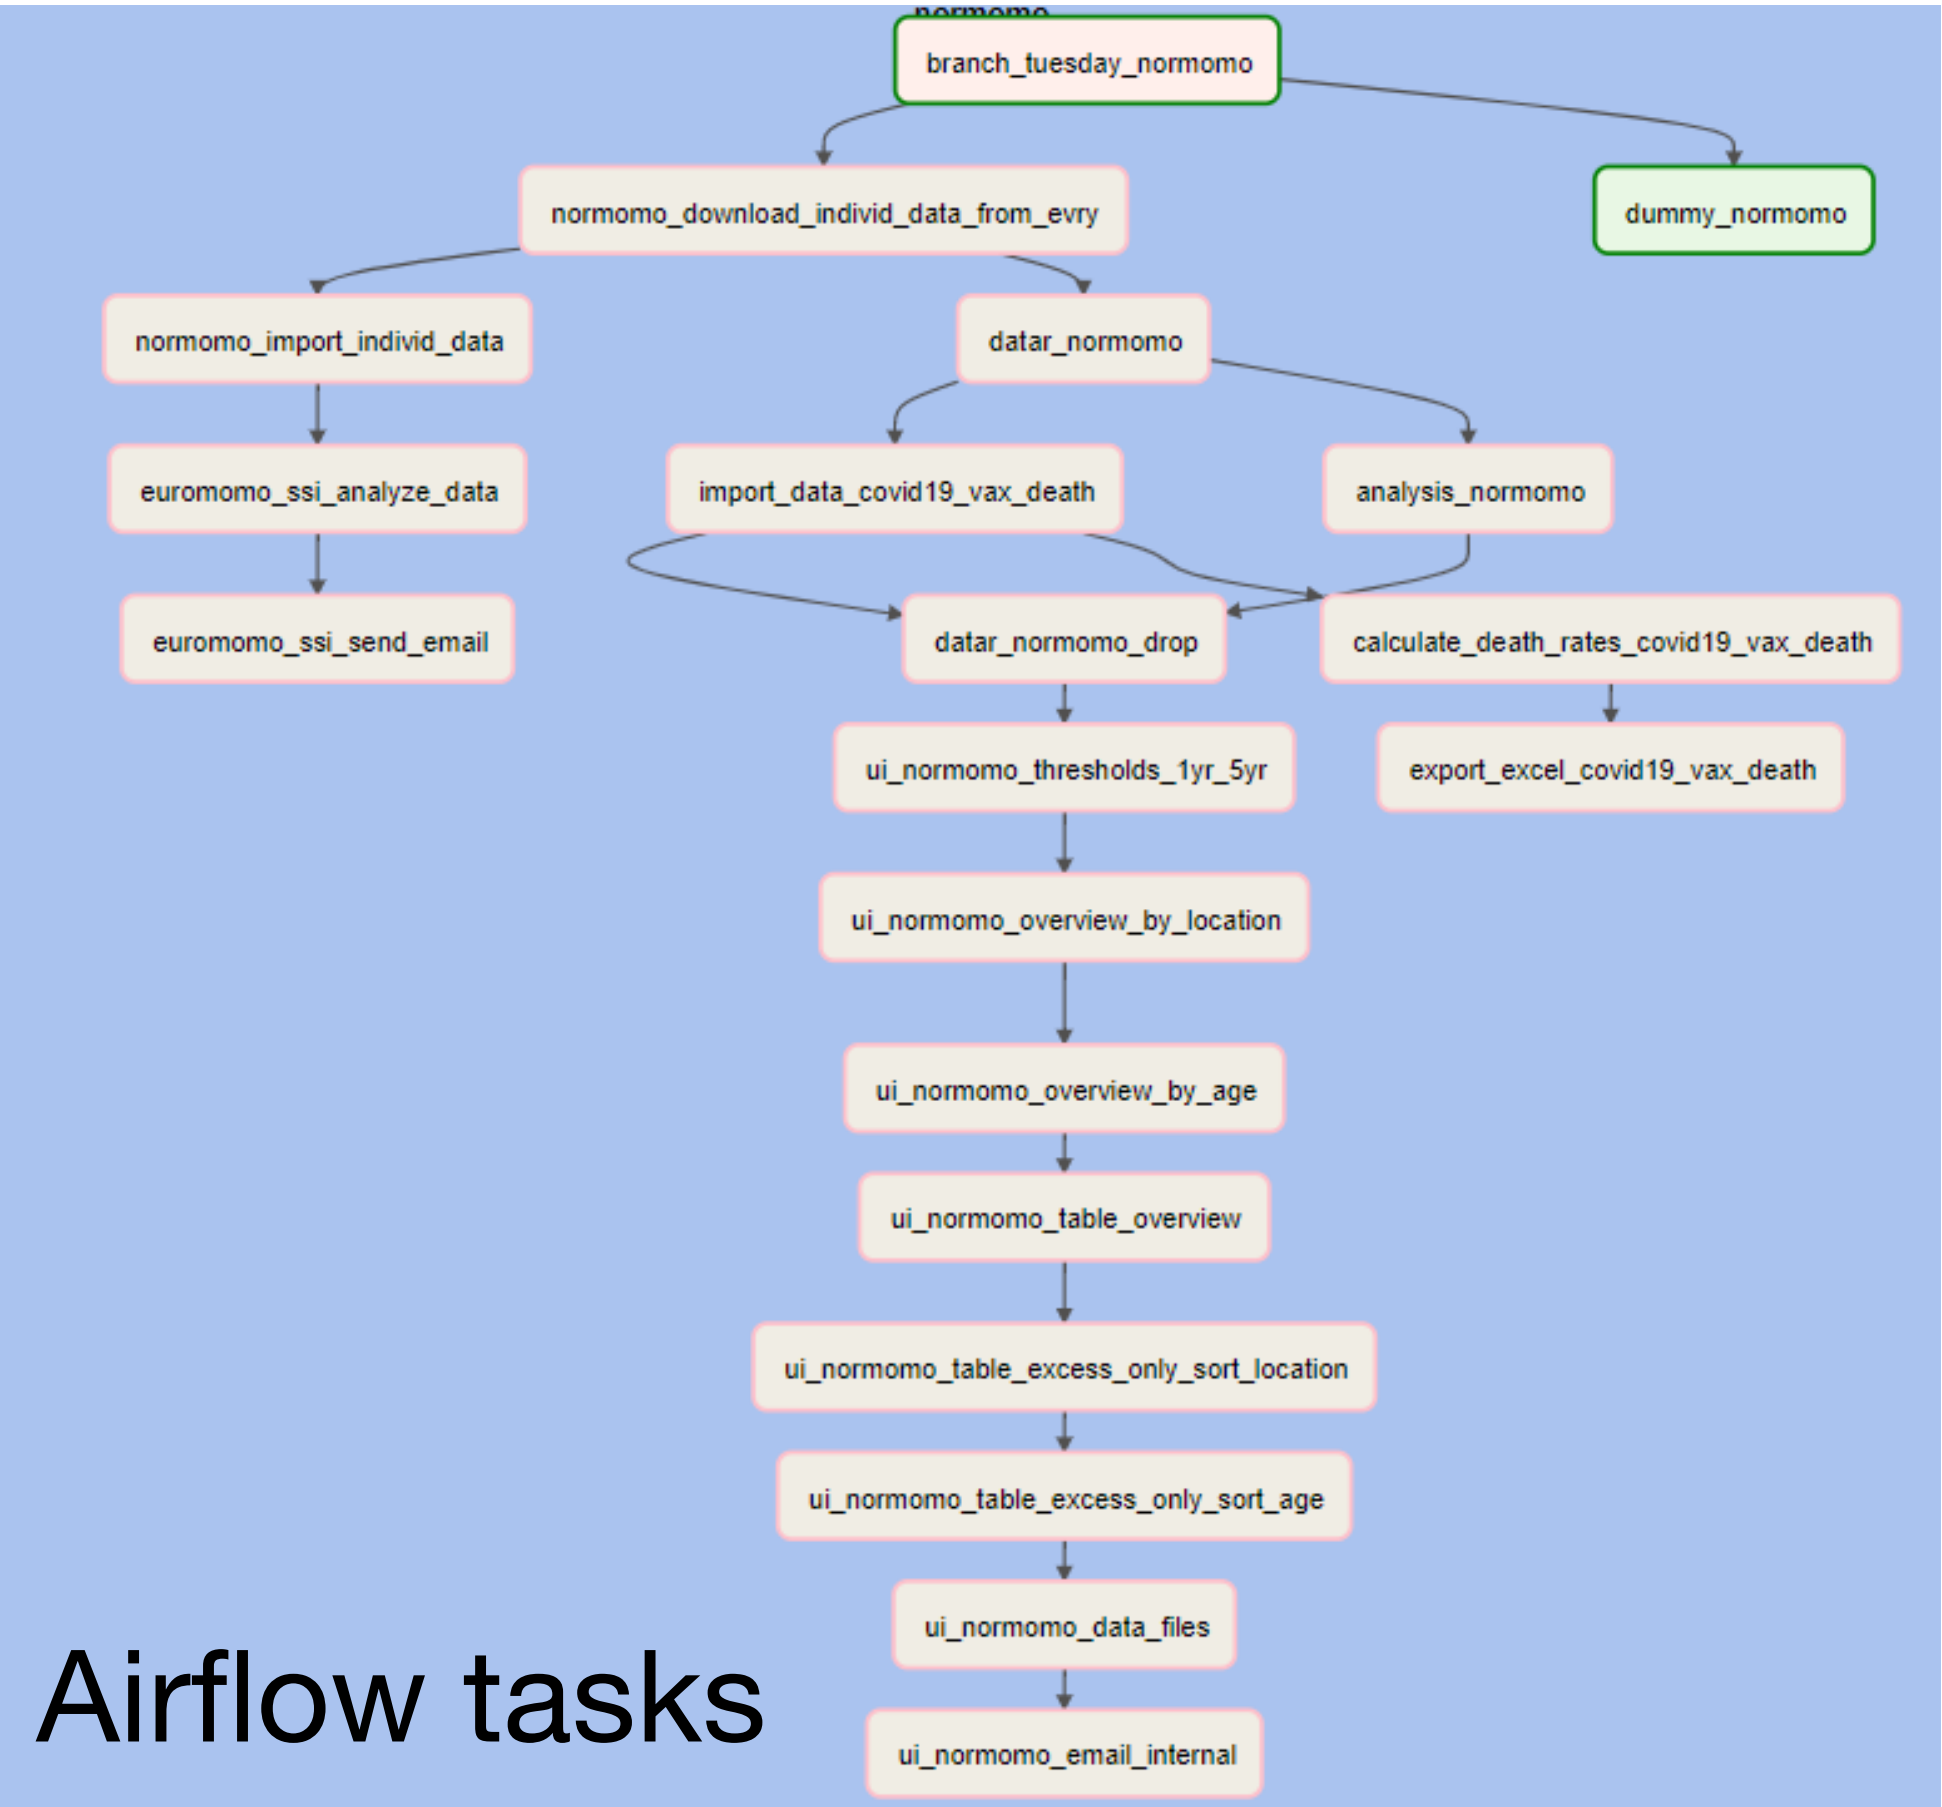 normomo
branch_tuesday_normomo
normomo_download_individ_data_from_evry
dummy_normomo
normomo_import_individ_data
datar_normomo
euromomo_ssi_analyze_data
import_data_covid19_vax_death
analysis_normomo
euromomo_ssi_send_email
datar_normomo_drop
calculate_death_rates_covid19_vax_death
ui_normomo_thresholds_1yr_5yr
export_excel_covid19_vax_death
ui_normomo_overview_by_location
ui_normomo_overview_by_age
ui_normomo_table_overview
ui_normomo_table_excess_only_sort_location
ui_normomo_table_excess_only_sort_age
ui_normomo_data_files
Airflow tasks
ui_normomo_email_internal